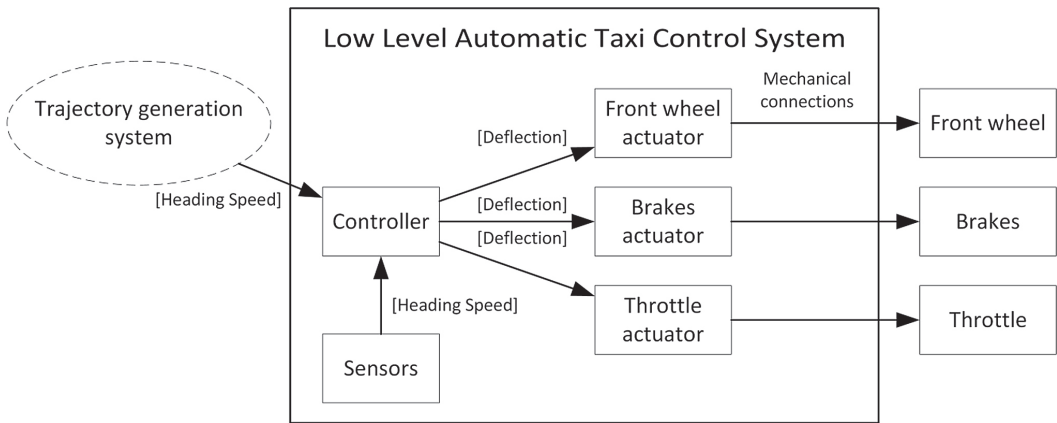 Low Level Automatic Taxi Control System
Trajectory generation
system
[Heading Speed]
Controller
[Heading Speed]
Sensors
[Deflection]
[Deflection]
[Deflection]
Front wheel
actuator
Brakes
actuator
Throttle
actuator
Mechanical
connections
Front wheel
Brakes
Throttle